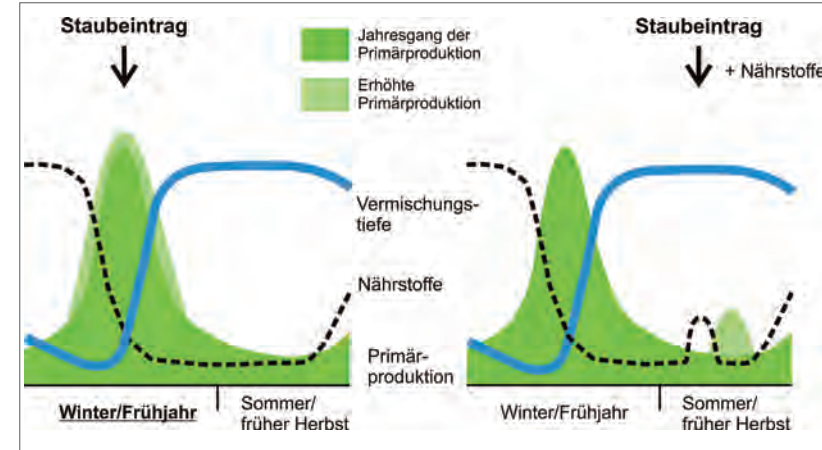 Staubeintrag
Jahresgang der
Primärproduktion
Erhöhte
Primärproduktion
Staubeintrag
+ Nährstoffe
Vermischungs-
tiefe
Nährstoffe
Primär-
produktion
Winter/Frühjahr
Sommer/
früher Herbst
Winter/Frühjahr
Sommer/
früher Herbst